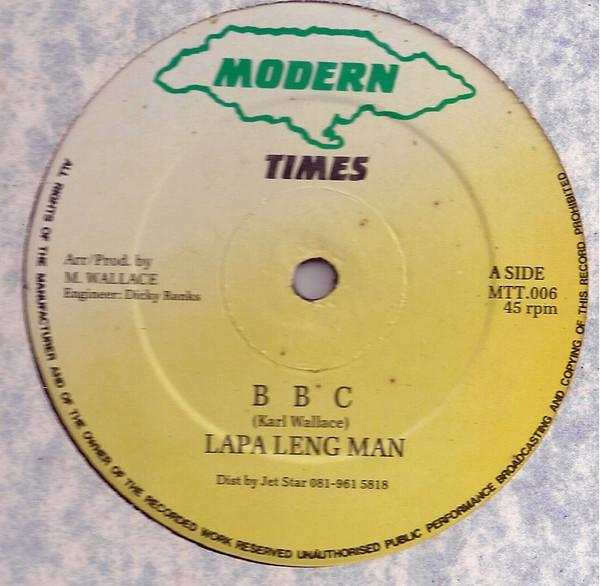 MODERN
TIMES
Arr/Prod. by
M. WALLACE
Engineer: Dicky Ranks
A SIDE
MTT.006
45 rpm
B B C
(Karl Wallace)
LAPA LENG MAN
Dist by Jet Star 081-961 5818
ALL RIGHTS OF THE MANUFACTURER AND OF THE OWNER OF THE RECORDED WORK RESERVED UNAUTHORISED PUBLIC PERFORMANCE BROADCASTING AND COPYING OF THIS RECORD PROHIBITED